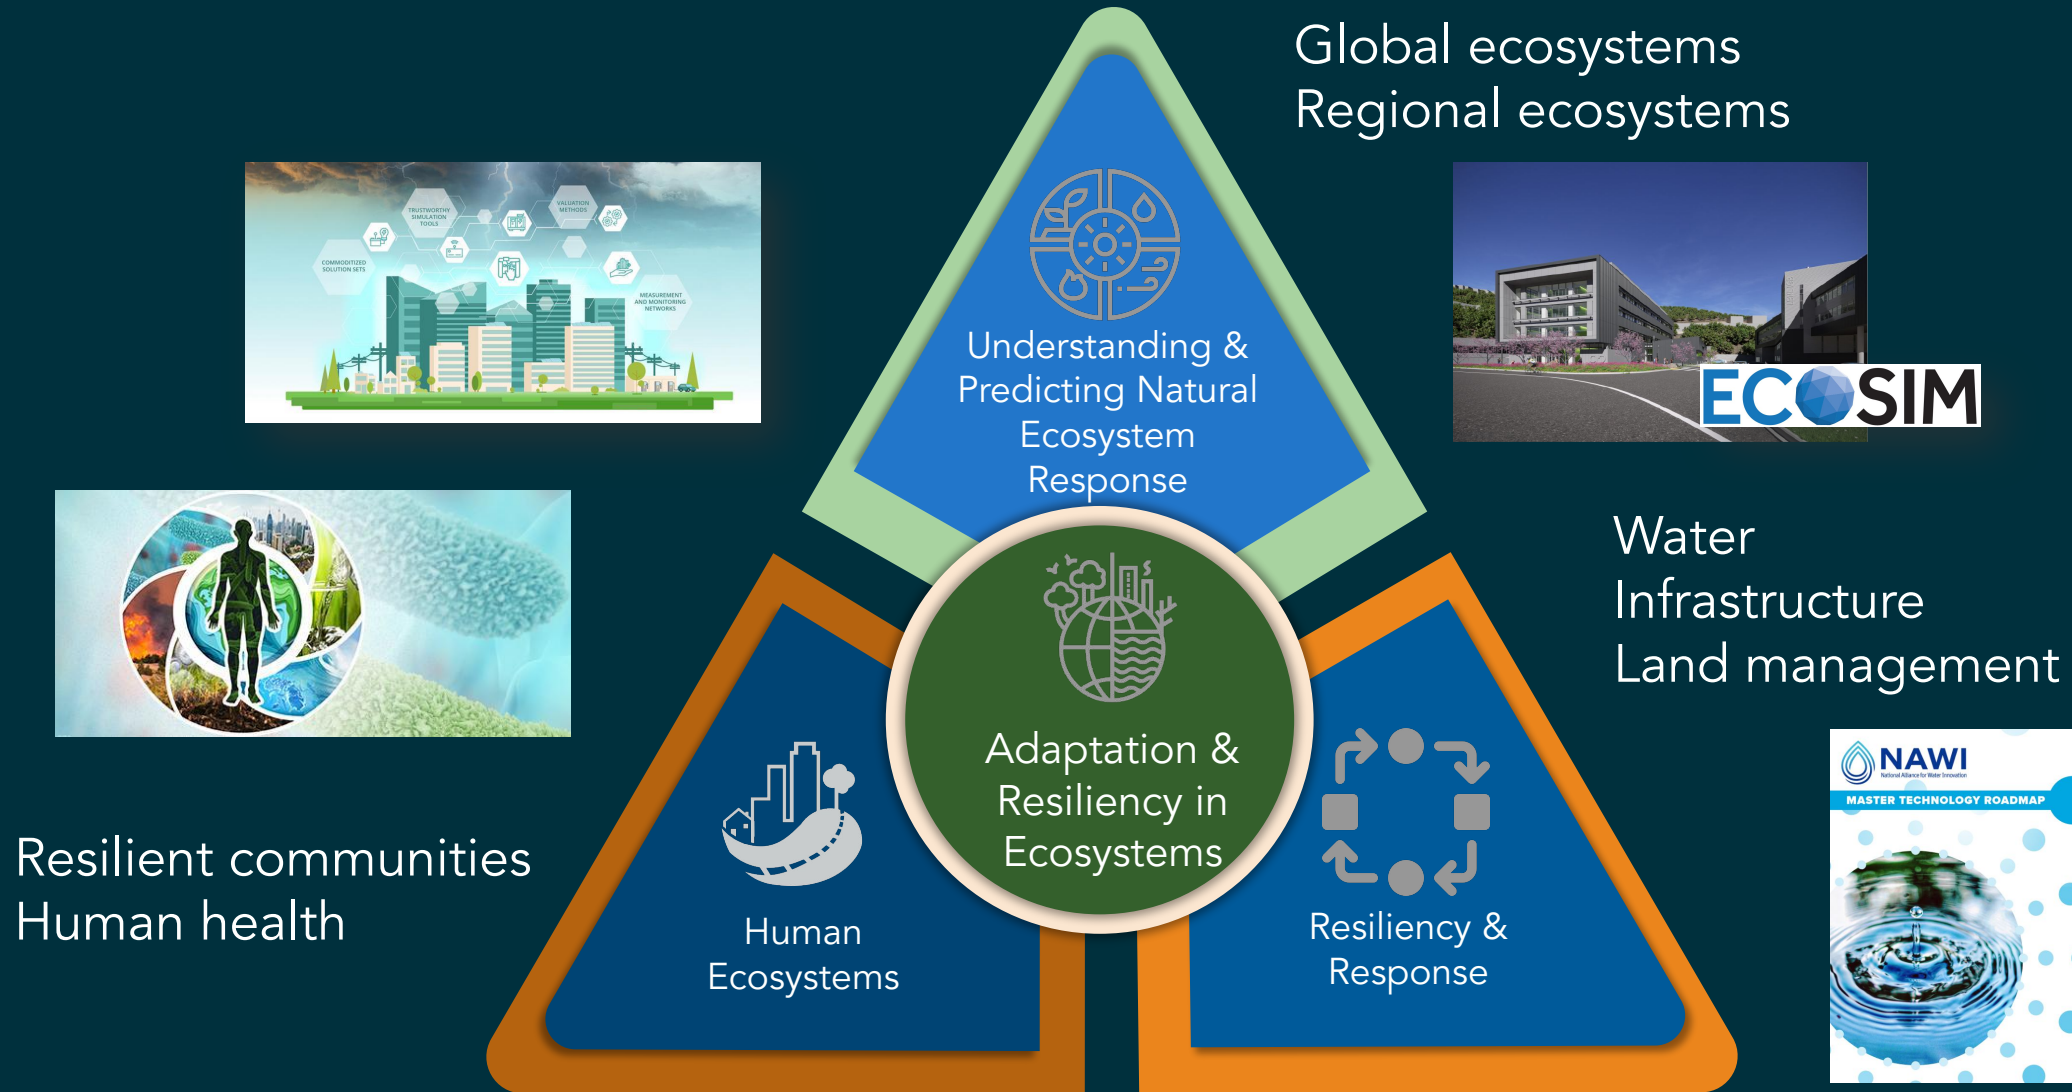 Global ecosystems
Regional ecosystems
TRUSTWORTHY
SIMULATION
TOOLS
VALUATION
METHODS
COMMODITIZED
SOLUTION SETS
MEASUREMENT
AND MONITORING
NETWORKS
Understanding &
Predicting Natural
Ecosystem
Response
ECOSIM
Water
Infrastructure
Land management
Adaptation &
Resiliency in
Ecosystems
NAWI
National Alliance for Water Innovation
MASTER TECHNOLOGY ROADMAP
Resilient communities
Human health
Human
Ecosystems
Resiliency &
Response